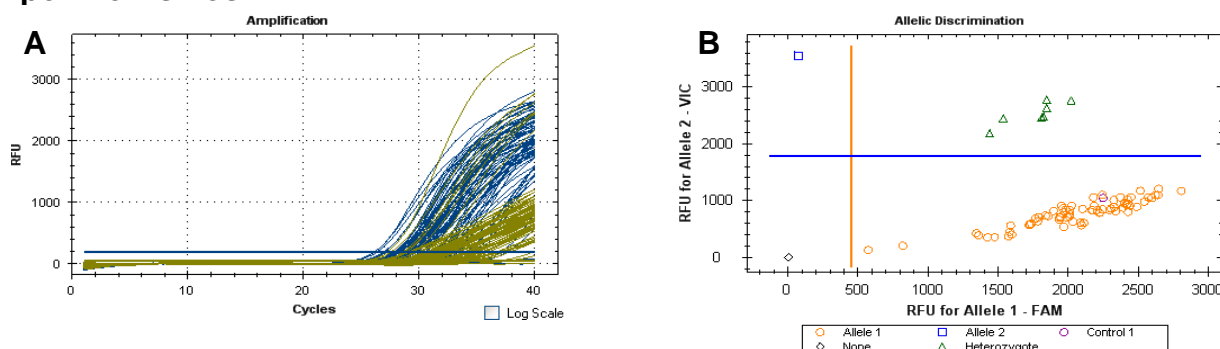 A
Amplification
3000
2000
1000
0
RFU
0 10 20 30 40
Cycles
Log Scale
B
Allelic Discrimination
3000
2000
1000
0
RFU for Allele 2 - VIC
0 500 1000 1500 2000 2500 3000
RFU for Allele 1 - FAM
Allele 1 Allele 2 Control 1
None Heterozygote